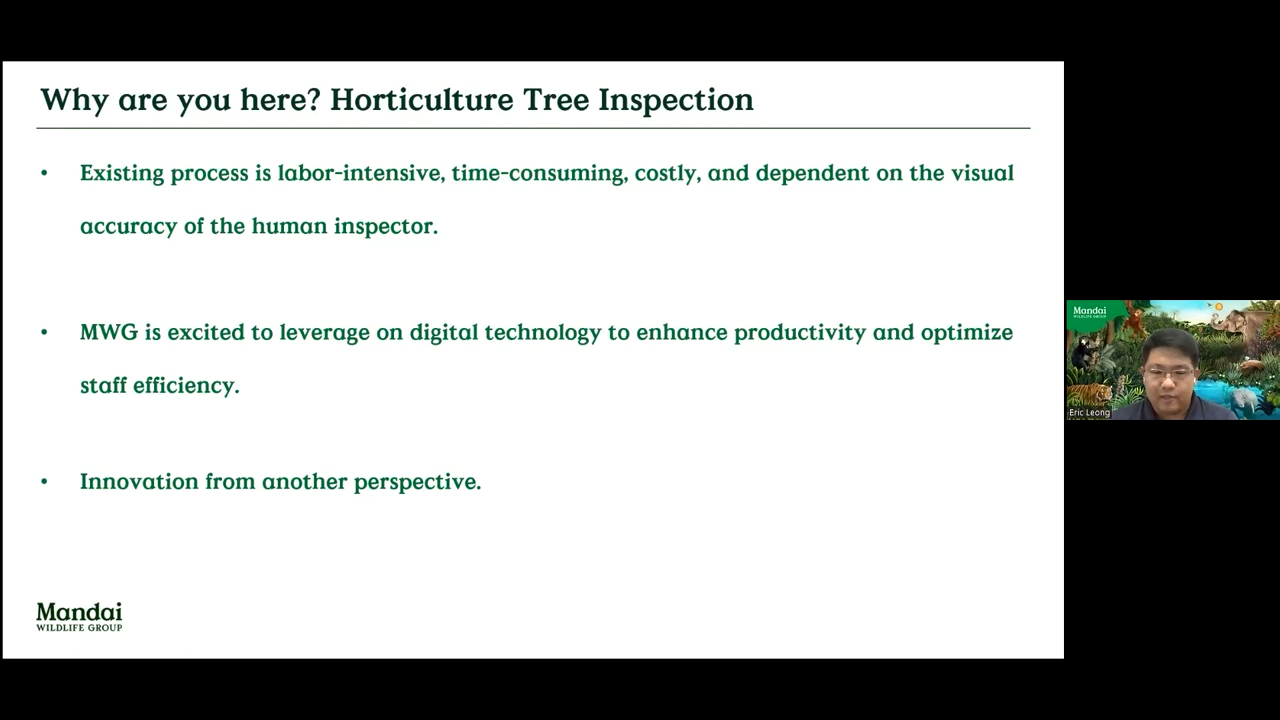 Why are you here? Horticulture Tree Inspection
• Existing process is labor-intensive, time-consuming, costly, and dependent on the visual
accuracy of the human inspector.
• MWG is excited to leverage on digital technology to enhance productivity and optimize
staff efficiency.
• Innovation from another perspective.
Mandai
WILDLIFE GROUP
Mandai
WILDLIFE GROUP
Eric Leong